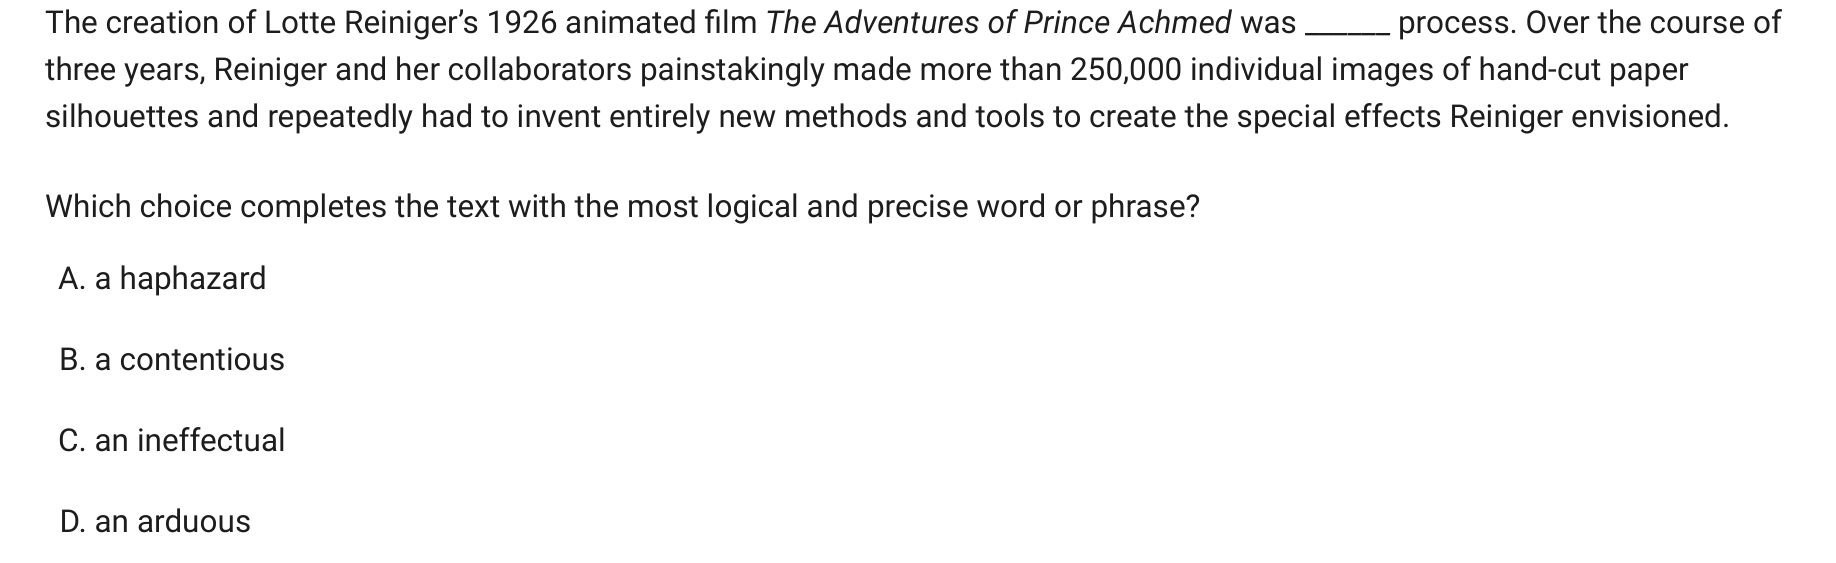 The creation of Lotte Reiniger’s 1926 animated film The Adventures of Prince Achmed was ______ process. Over the course of
three years, Reiniger and her collaborators painstakingly made more than 250,000 individual images of hand-cut paper
silhouettes and repeatedly had to invent entirely new methods and tools to create the special effects Reiniger envisioned.
Which choice completes the text with the most logical and precise word or phrase?
A. a haphazard
B. a contentious
C. an ineffectual
D. an arduous